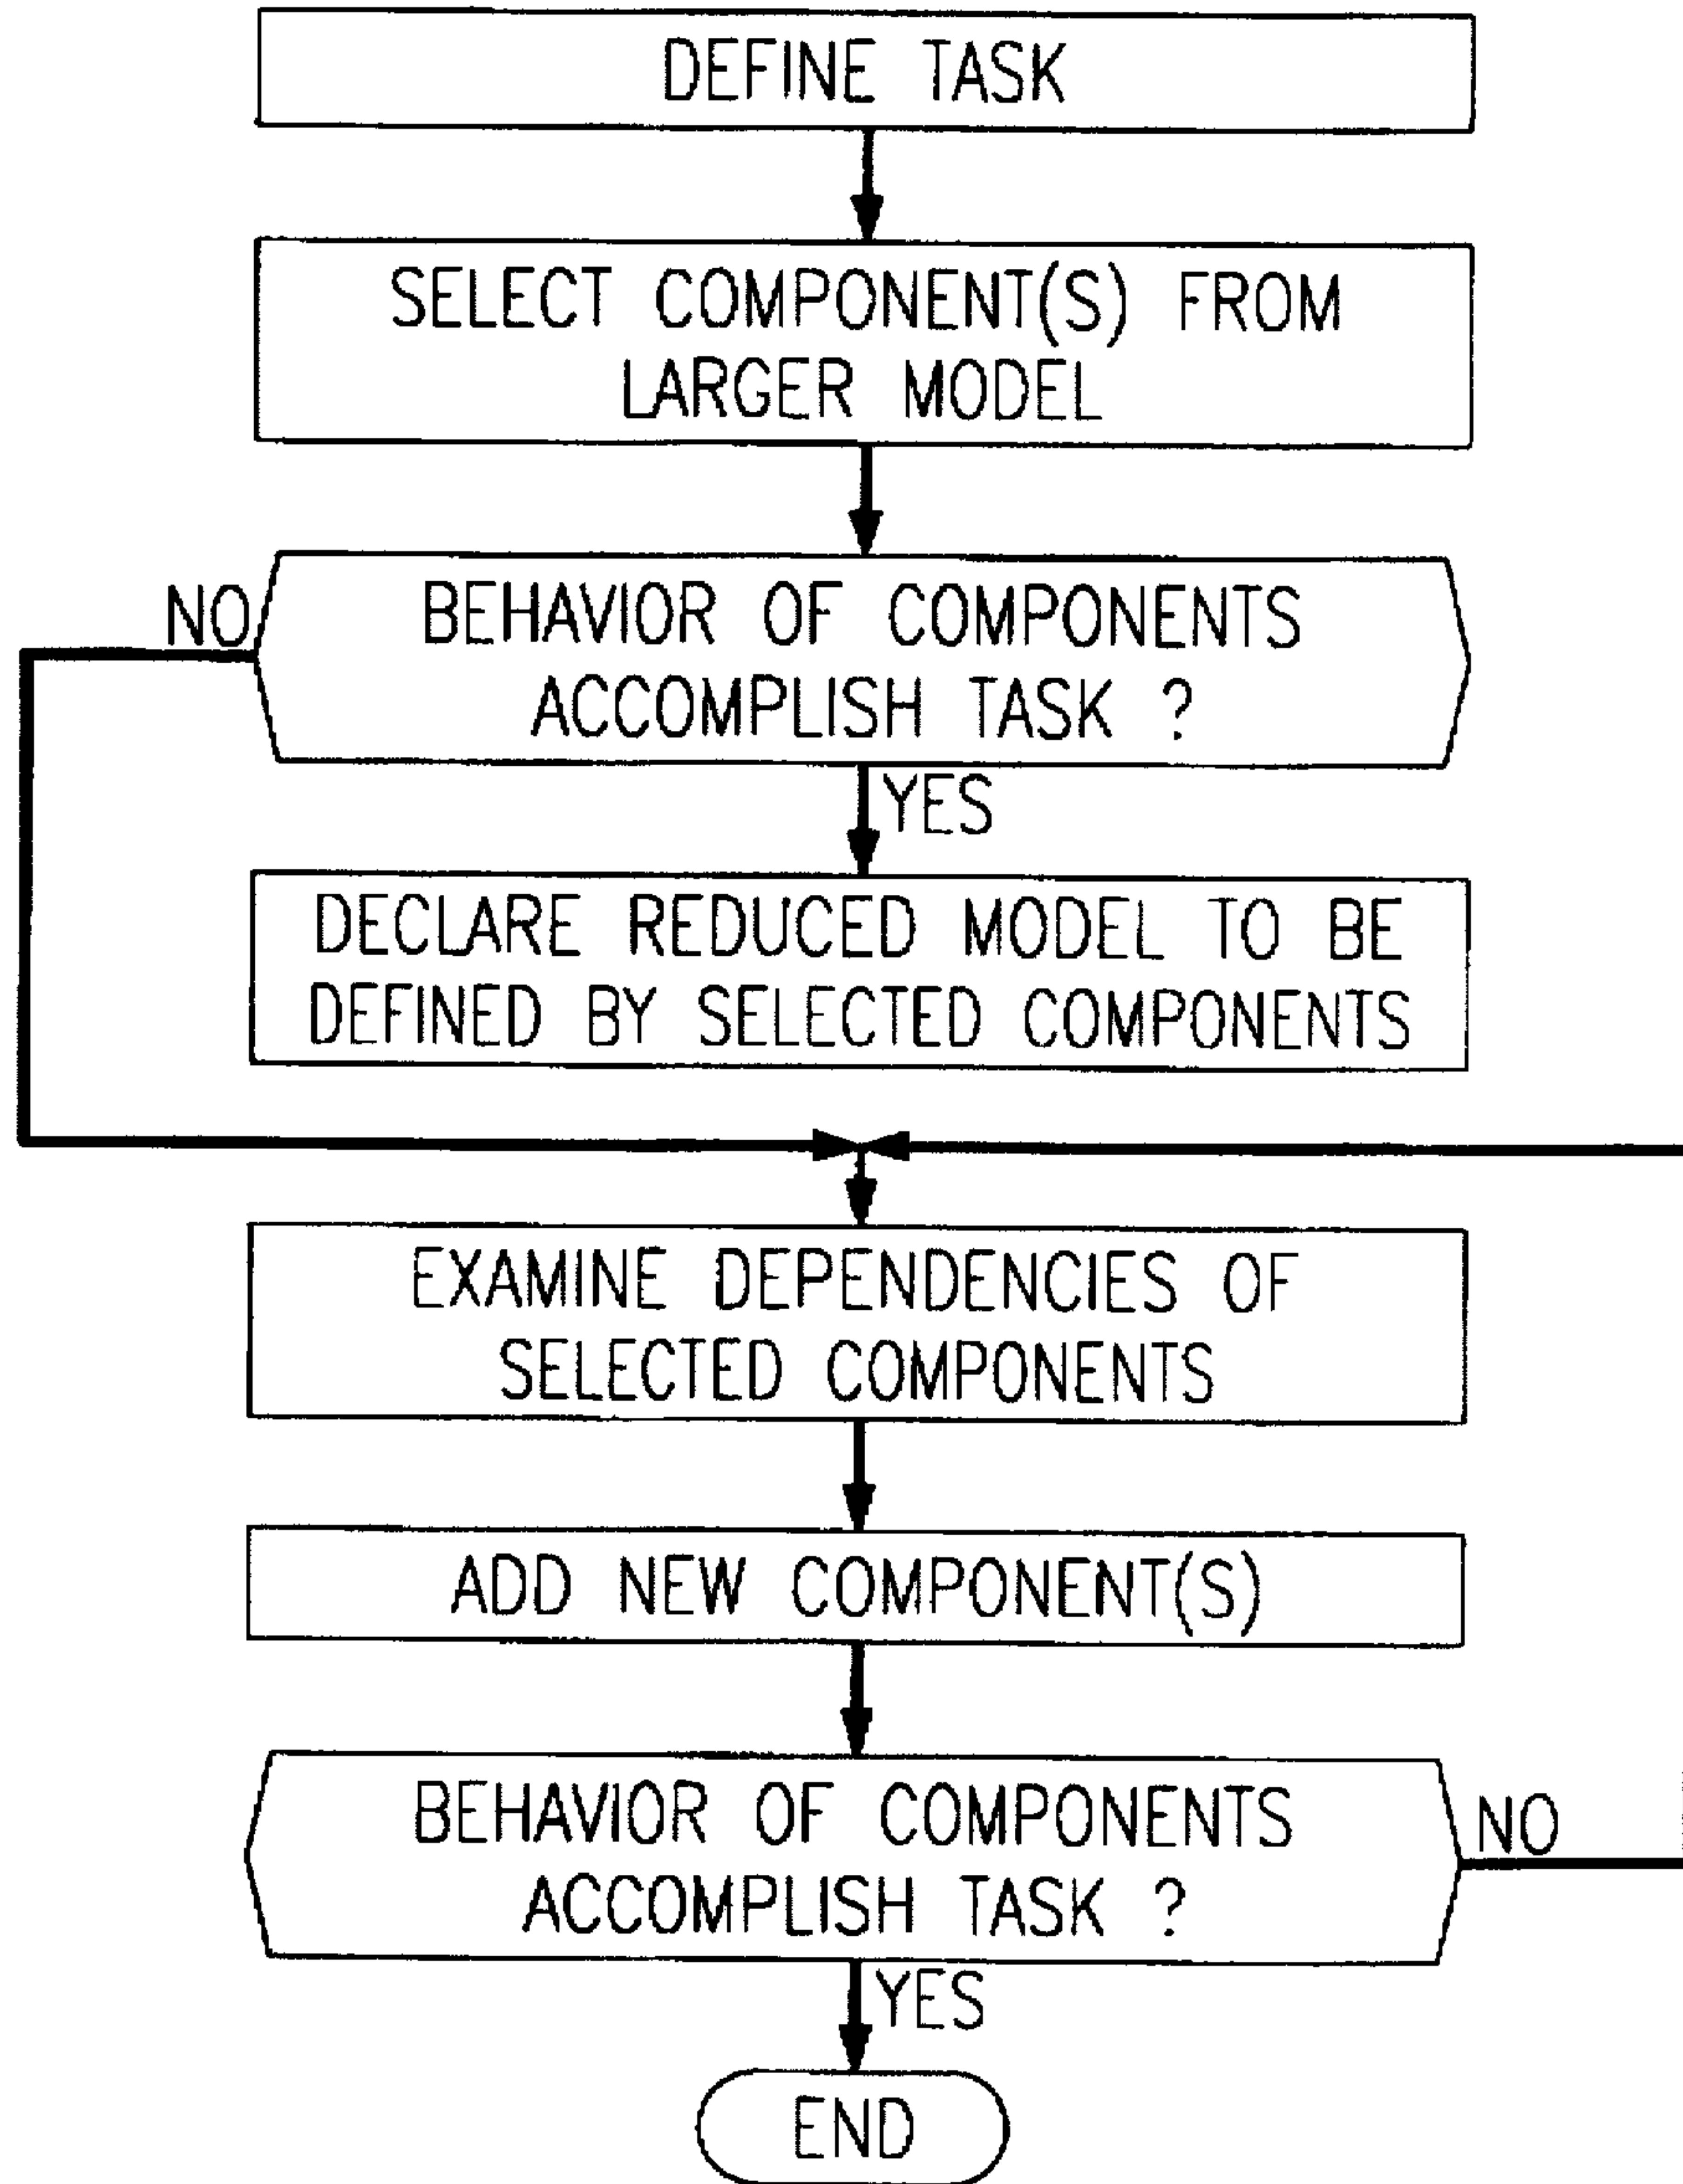 DEFINE TASK
SELECT COMPONENT(S) FROM
LARGER MODEL
NO
BEHAVIOR OF COMPONENTS
ACCOMPLISH TASK ?
YES
DECLARE REDUCED MODEL TO BE
DEFINED BY SELECTED COMPONENTS
EXAMINE DEPENDENCIES OF
SELECTED COMPONENTS
ADD NEW COMPONENT(S)
BEHAVIOR OF COMPONENTS
ACCOMPLISH TASK ?
NO
YES
END